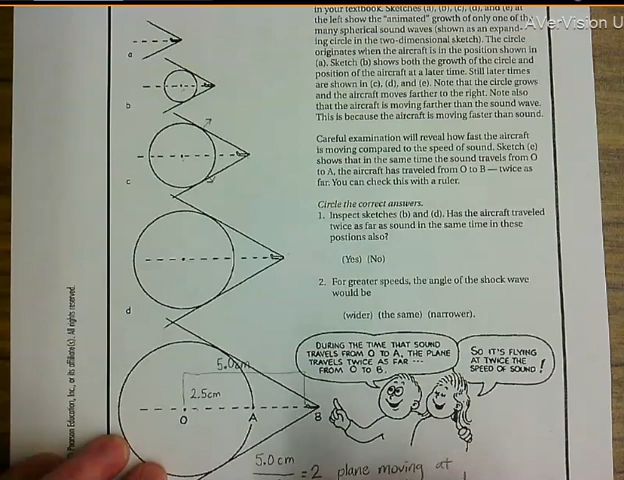 in your textbook. Sketches (a), (b), (c), (d), and (e) at
the left show the "animated" growth of only one of the
many spherical sound waves (shown as an expand-
ing circle in the two-dimensional sketch). The circle
originates when the aircraft is in the position shown in
(a). Sketch (b) shows both the growth of the circle and
position of the aircraft at a later time. Still later times
are shown in (c), (d), and (e). Note that the circle grows
and the aircraft moves farther to the right. Note also
that the aircraft is moving farther than the sound wave.
This is because the aircraft is moving faster than sound.
Careful examination will reveal how fast the aircraft
is moving compared to the speed of sound. Sketch (e)
shows that in the same time the sound travels from O
to A, the aircraft has traveled from O to B — twice as
far. You can check this with a ruler.
Circle the correct answers.
1. Inspect sketches (b) and (d). Has the aircraft traveled
twice as far as sound in the same time in these
postions also?
(Yes) (No)
2. For greater speeds, the angle of the shock wave
would be
(wider) (the same) (narrower).
AVerVision U
a
b
c
d
DURING THE TIME THAT SOUND
TRAVELS FROM O TO A, THE PLANE
TRAVELS TWICE AS FAR ---
FROM O TO B.
SO IT'S FLYING
AT TWICE THE
SPEED OF SOUND!
5.0cm
2.5cm
O A B
5.0cm
=2 plane moving at
Pearson Education, Inc., or its affiliate(s). All rights reserved.